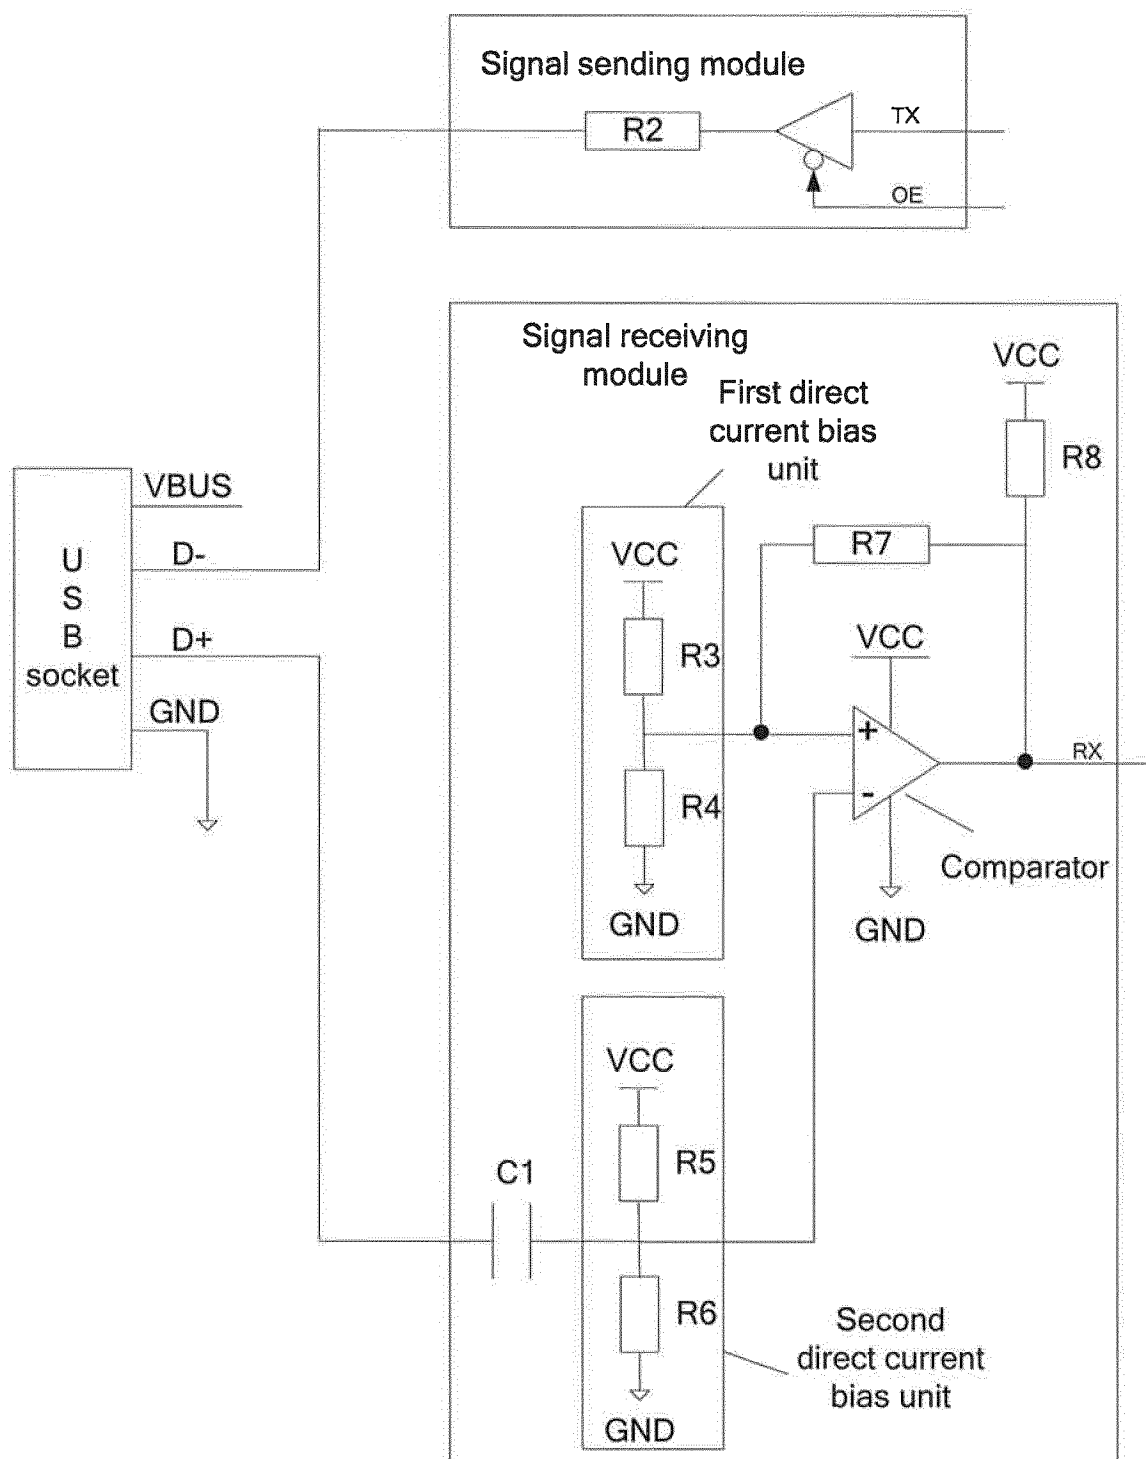 Signal sending module
R2
TX
OE
Signal receiving
module
VCC
R8
First direct
current bias
unit
VBUS
D-
D+
GND
U
S
B
socket
VCC
R3
R4
GND
R7
VCC
+
-
RX
Comparator
GND
VCC
R5
C1
R6
GND
Second
direct current
bias unit